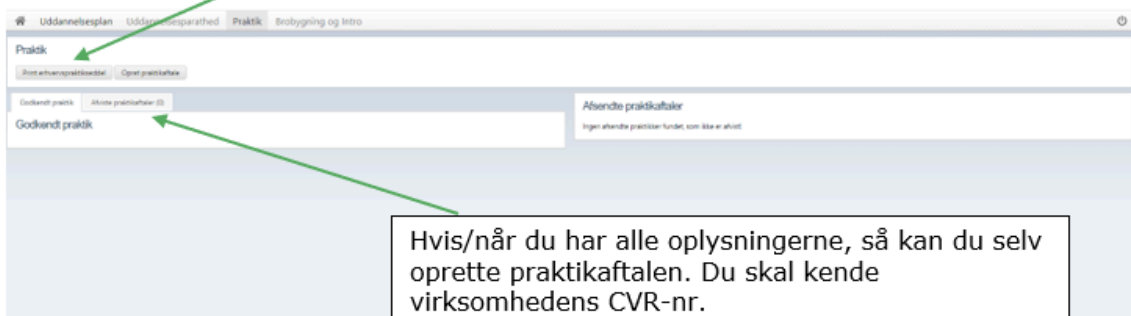 Uddannelsesplan Uddannelsesparathed Praktik Brobygning og Intro
Praktik
Print erhvervspraktikseddel Opret praktikaftale
Godkendt praktik Afviste praktikaftaler (0)
Godkendt praktik
Afsendte praktikaftaler
Ingen afsendte praktikker fundet, som ikke er afvist!
Hvis/når du har alle oplysningerne, så kan du selv
oprette praktikaftalen. Du skal kende
virksomhedens CVR-nr.